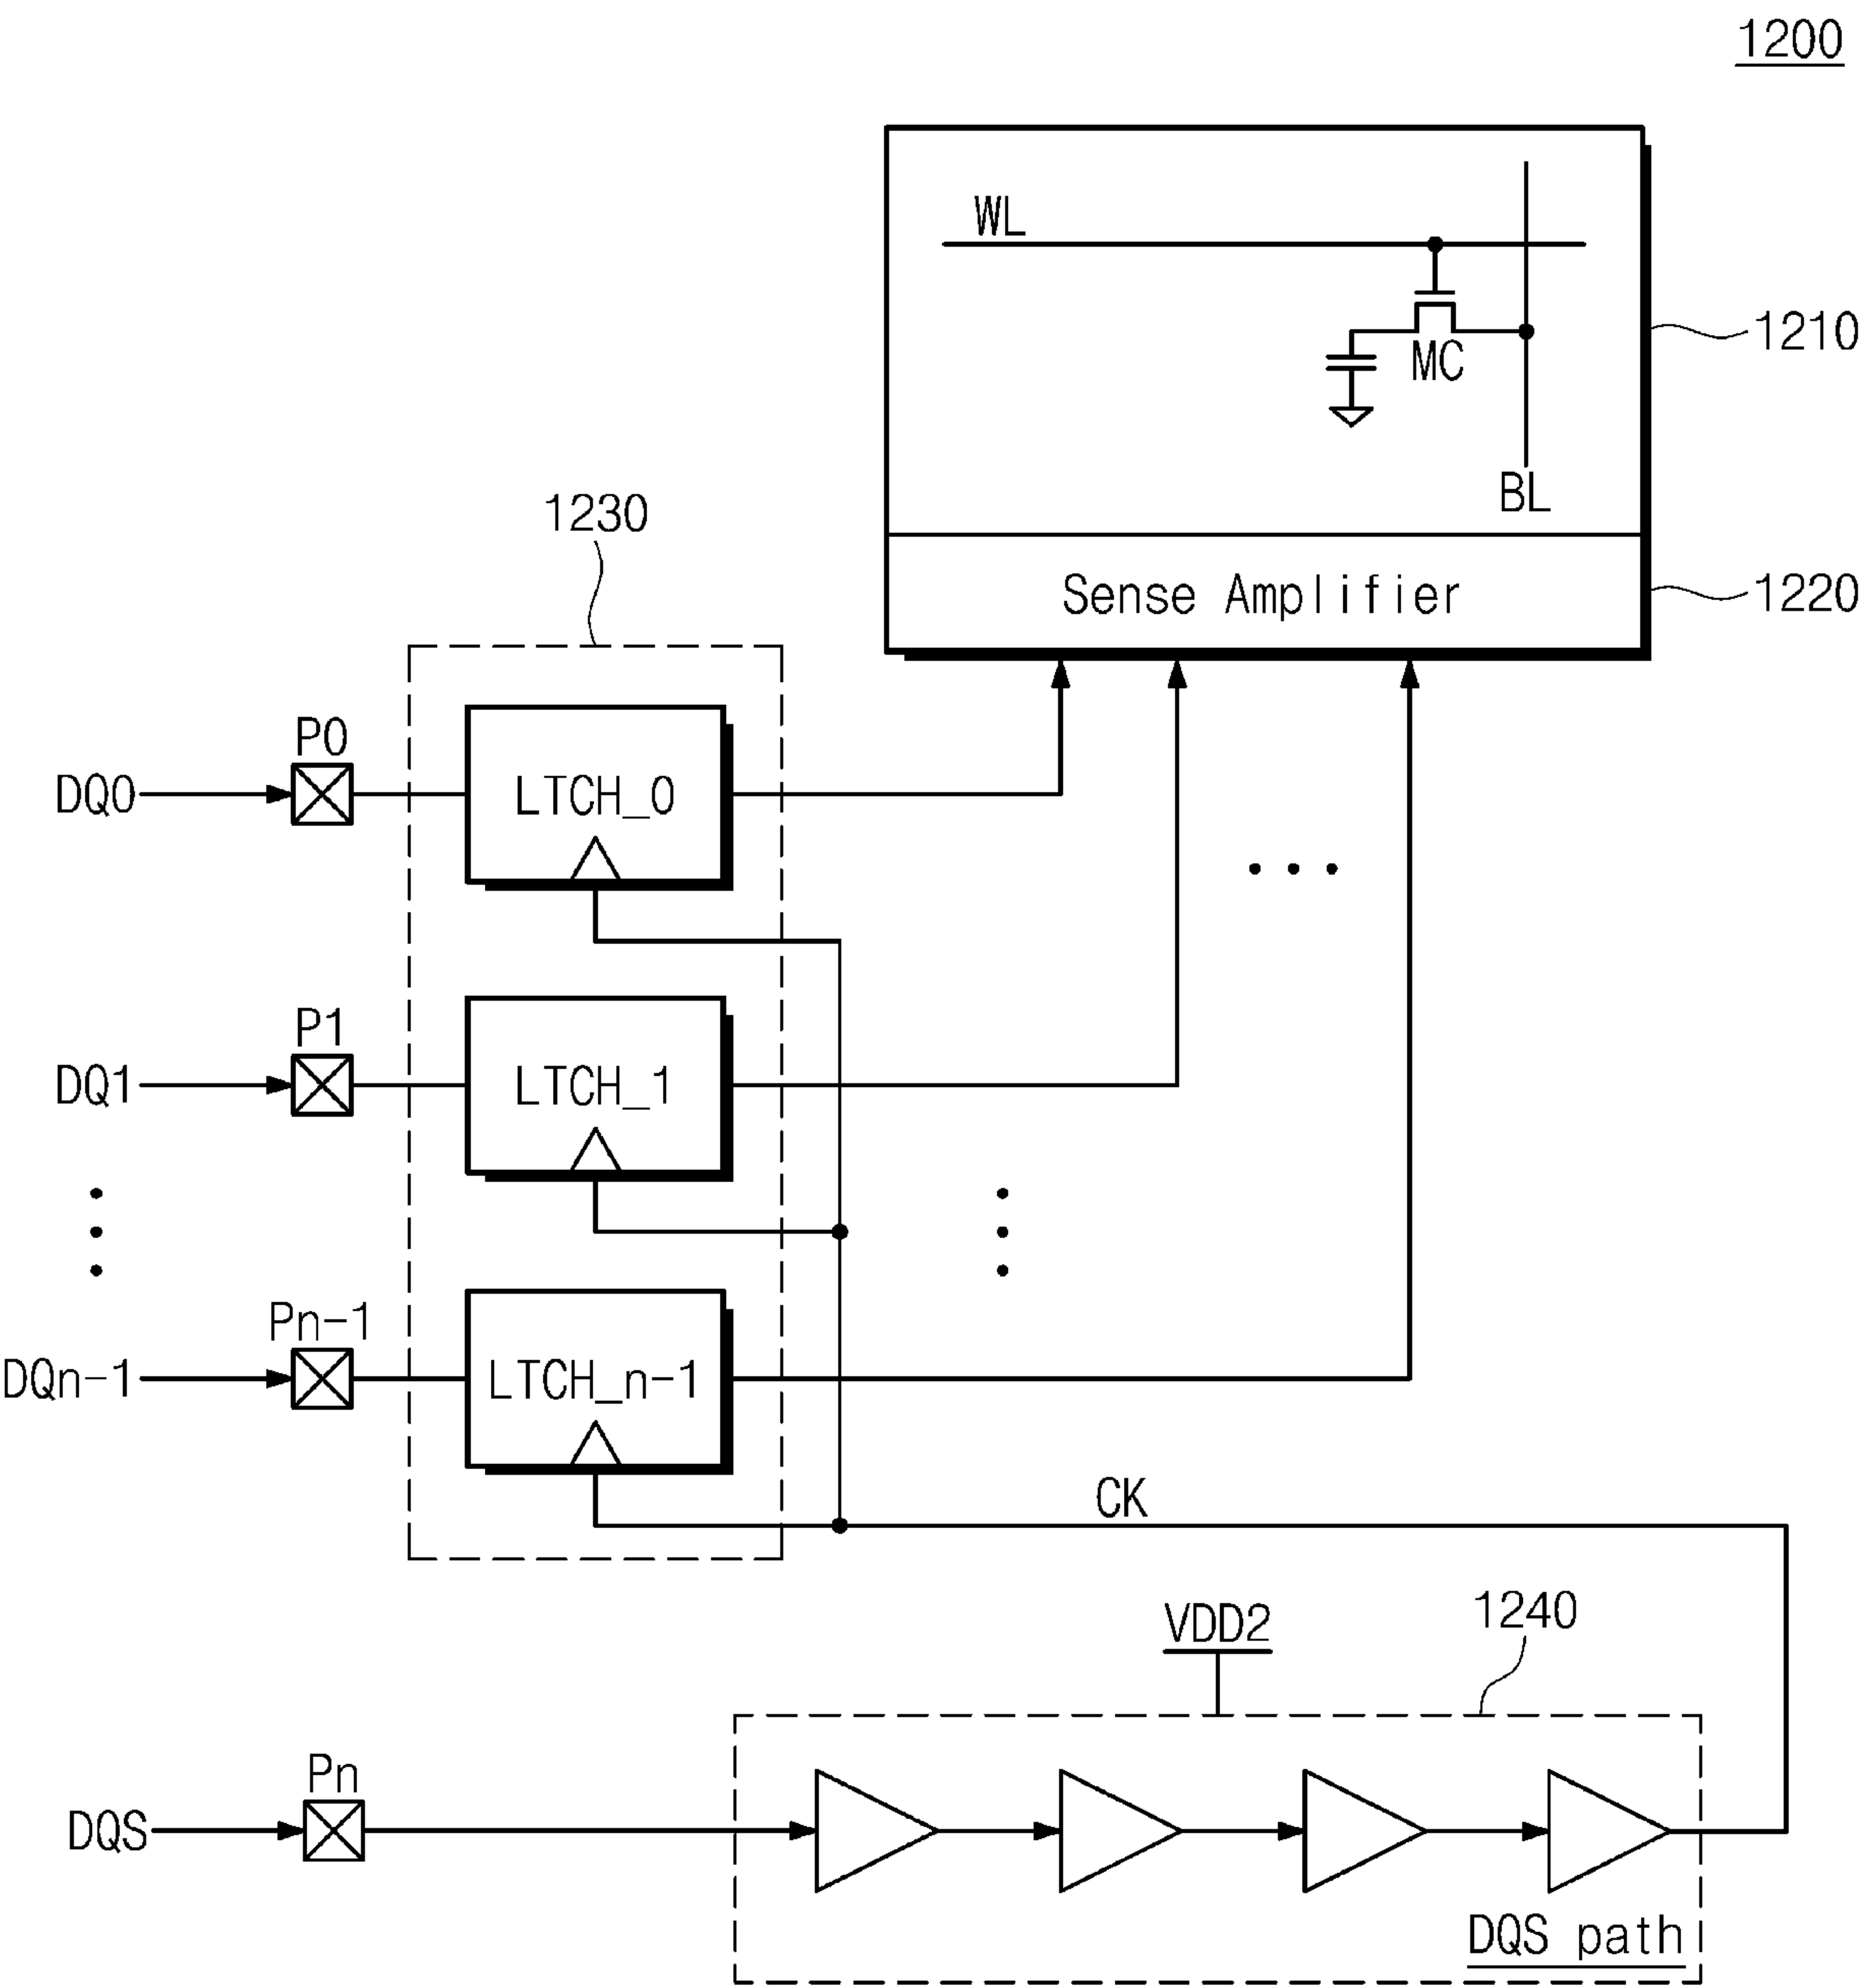 1200
WL
MC
BL
1210
Sense Amplifier
1220
1230
P0
DQ0
LTCH_0
P1
DQ1
LTCH_1
Pn-1
DQn-1
LTCH_n-1
CK
VDD2
1240
Pn
DQS
DQS path